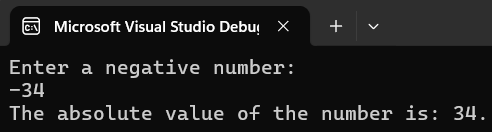 Microsoft Visual Studio Debu
Enter a negative number:
-34
The absolute value of the number is: 34.